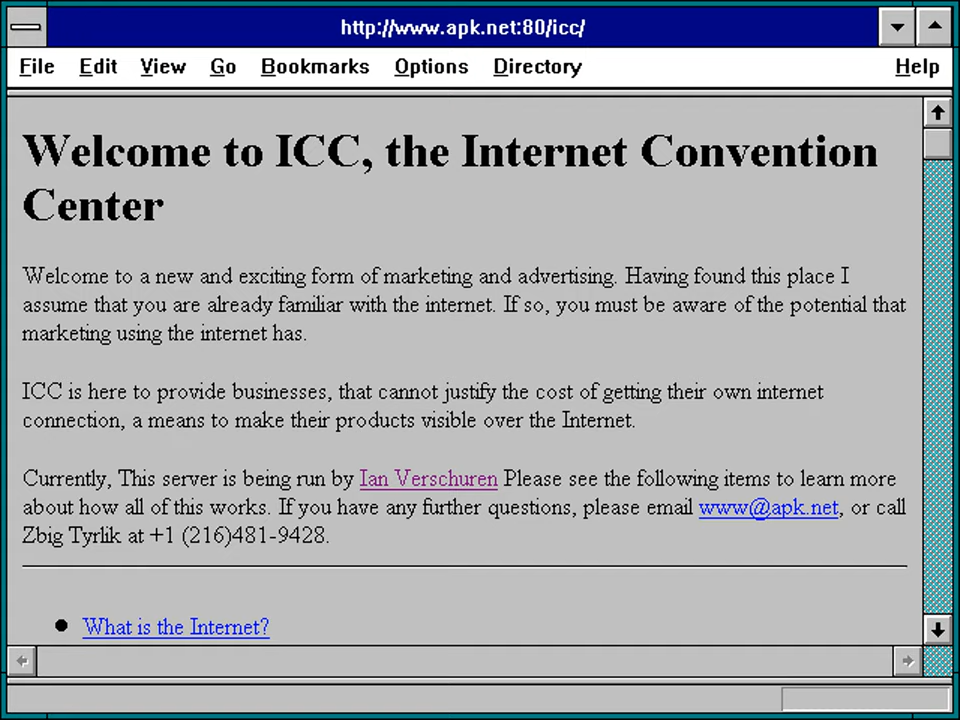 http://www.apk.net:80/icc/
File Edit View Go Bookmarks Options Directory Help
Welcome to ICC, the Internet Convention
Center
Welcome to a new and exciting form of marketing and advertising. Having found this place I
assume that you are already familiar with the internet. If so, you must be aware of the potential that
marketing using the internet has.
ICC is here to provide businesses, that cannot justify the cost of getting their own internet
connection, a means to make their products visible over the Internet.
Currently, This server is being run by Ian Verschuren Please see the following items to learn more
about how all of this works. If you have any further questions, please email www@apk.net, or call
Zbig Tyrlik at +1 (216)481-9428.
What is the Internet?